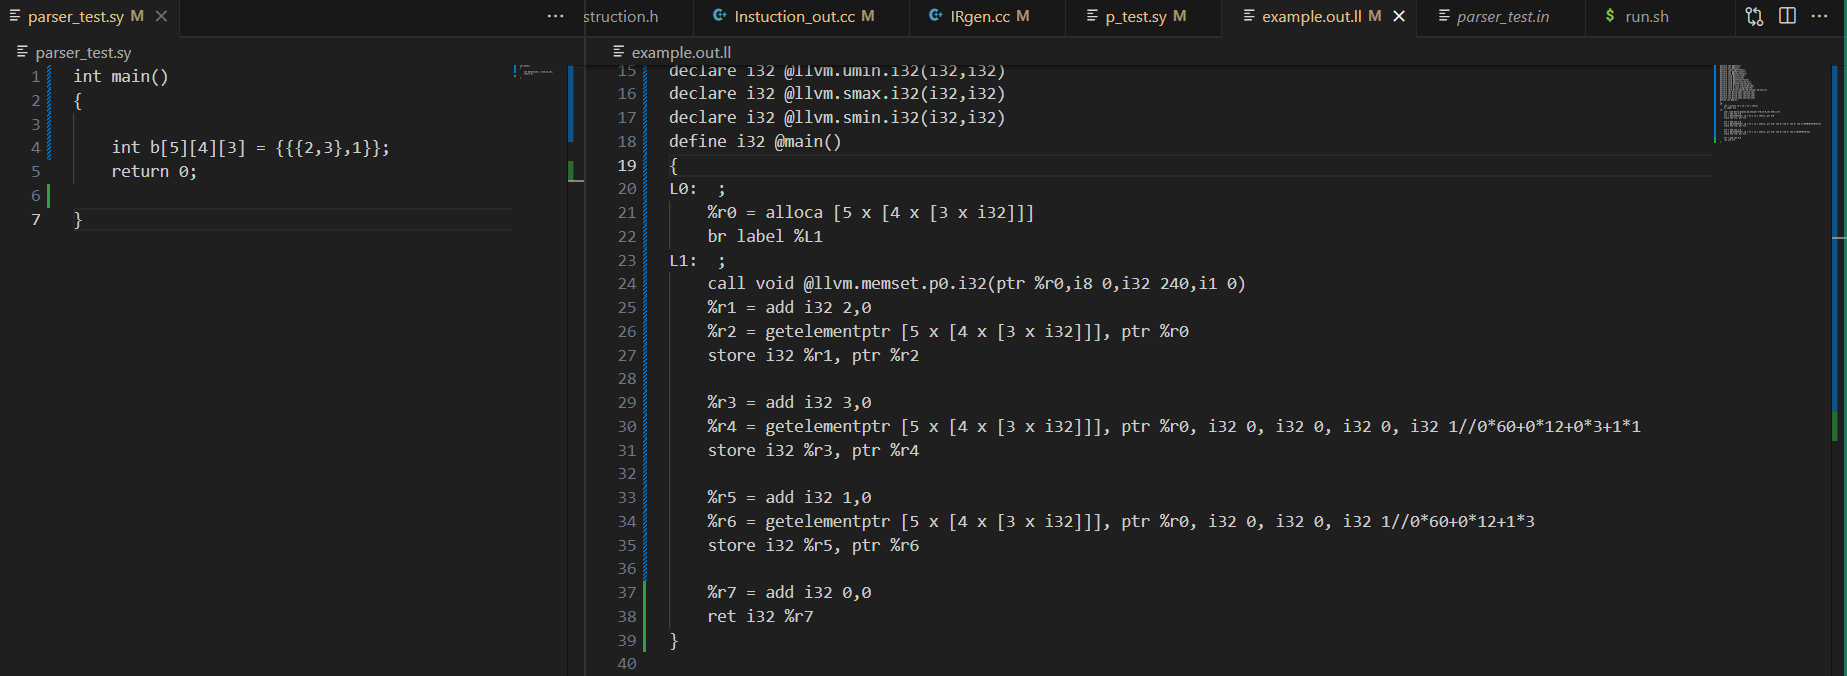 parser_test.sy M
struction.h
Instuction_out.cc M
IRgen.cc M
p_test.sy M
example.out.ll M
parser_test.in
$ run.sh
parser_test.sy
1 int main()
2 {
3
4 int b[5][4][3] = {{{2,3},1}};
5 return 0;
6
7 }
example.out.ll
15 declare i32 @llvm.umin.i32(i32,i32)
16 declare i32 @llvm.smax.i32(i32,i32)
17 declare i32 @llvm.smin.i32(i32,i32)
18 define i32 @main()
19 {
20 L0: ;
21 %r0 = alloca [5 x [4 x [3 x i32]]]
22 br label %L1
23 L1: ;
24 call void @llvm.memset.p0.i32(ptr %r0,i8 0,i32 240,i1 0)
25 %r1 = add i32 2,0
26 %r2 = getelementptr [5 x [4 x [3 x i32]]], ptr %r0
27 store i32 %r1, ptr %r2
28
29 %r3 = add i32 3,0
30 %r4 = getelementptr [5 x [4 x [3 x i32]]], ptr %r0, i32 0, i32 0, i32 0, i32 1//0*60+0*12+0*3+1*1
31 store i32 %r3, ptr %r4
32
33 %r5 = add i32 1,0
34 %r6 = getelementptr [5 x [4 x [3 x i32]]], ptr %r0, i32 0, i32 0, i32 1//0*60+0*12+1*3
35 store i32 %r5, ptr %r6
36
37 %r7 = add i32 0,0
38 ret i32 %r7
39 }
40